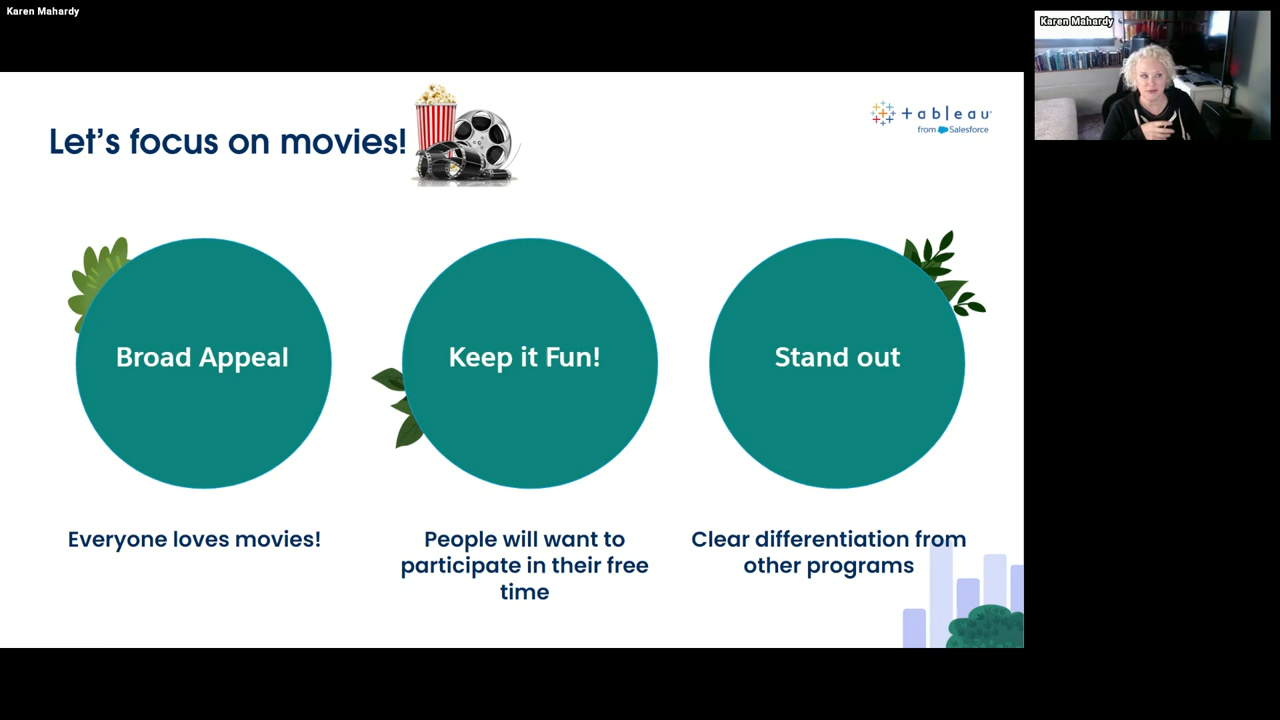 Karen Mahardy
Karen Mahardy
Let's focus on movies!
+ a b l e a u
from Salesforce
Broad Appeal
Keep it Fun!
Stand out
Everyone loves movies!
People will want to
participate in their free
time
Clear differentiation from
other programs